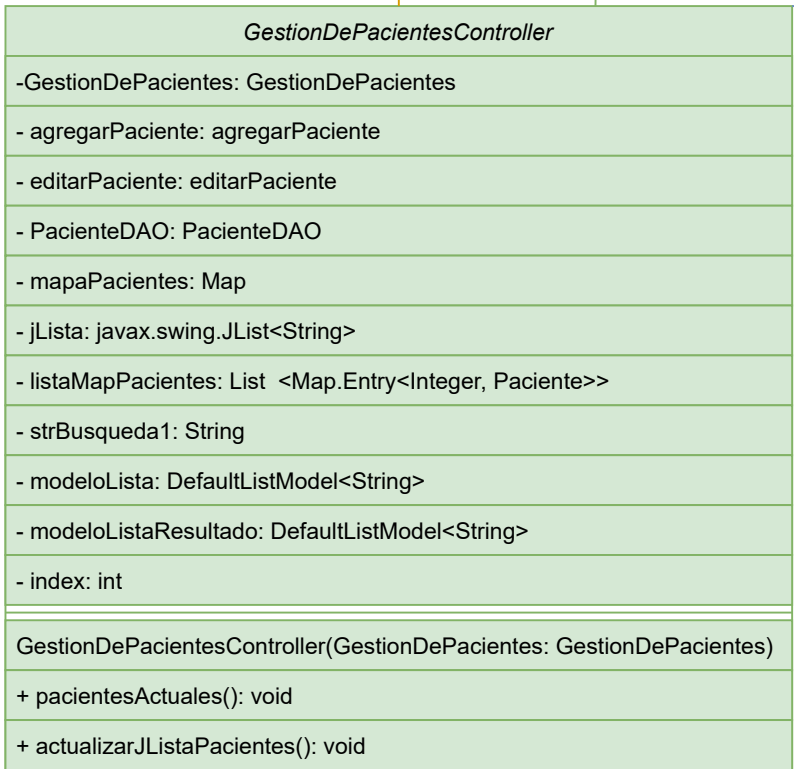 GestionDePacientesController
-GestionDePacientes: GestionDePacientes
- agregarPaciente: agregarPaciente
- editarPaciente: editarPaciente
- PacienteDAO: PacienteDAO
- mapaPacientes: Map
- jLista: javax.swing.JList<String>
- listaMapPacientes: List  <Map.Entry<Integer, Paciente>>
- strBusqueda1: String
- modeloLista: DefaultListModel<String>
- modeloListaResultado: DefaultListModel<String>
- index: int
GestionDePacientesController(GestionDePacientes: GestionDePacientes)
+ pacientesActuales(): void
+ actualizarJListaPacientes(): void